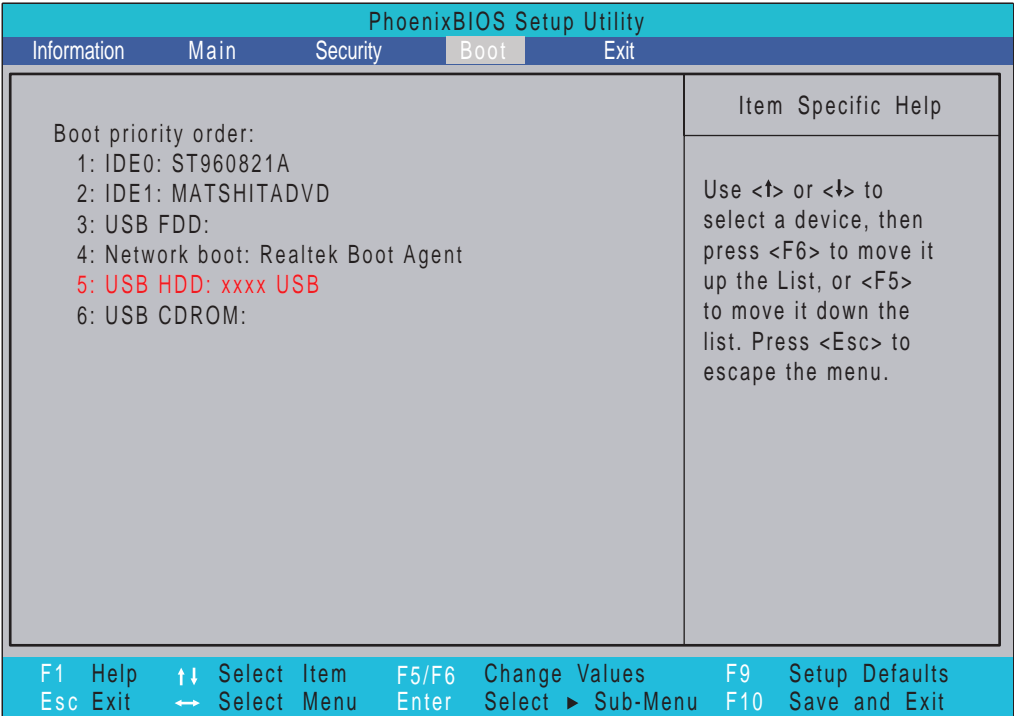 PhoenixBIOS Setup Utility
Information Main Security Boot Exit
Boot priority order:
1: IDE0: ST960821A
2: IDE1: MATSHITADVD
3: USB FDD:
4: Network boot: Realtek Boot Agent
5: USB HDD: xxxx USB
6: USB CDROM:
Item Specific Help
Use <↑> or <↓> to
select a device, then
press <F6> to move it
up the List, or <F5>
to move it down the
list. Press <Esc> to
escape the menu.
F1 Help ↑↓ Select Item F5/F6 Change Values F9 Setup Defaults
Esc Exit ↔ Select Menu Enter Select ► Sub-Menu F10 Save and Exit